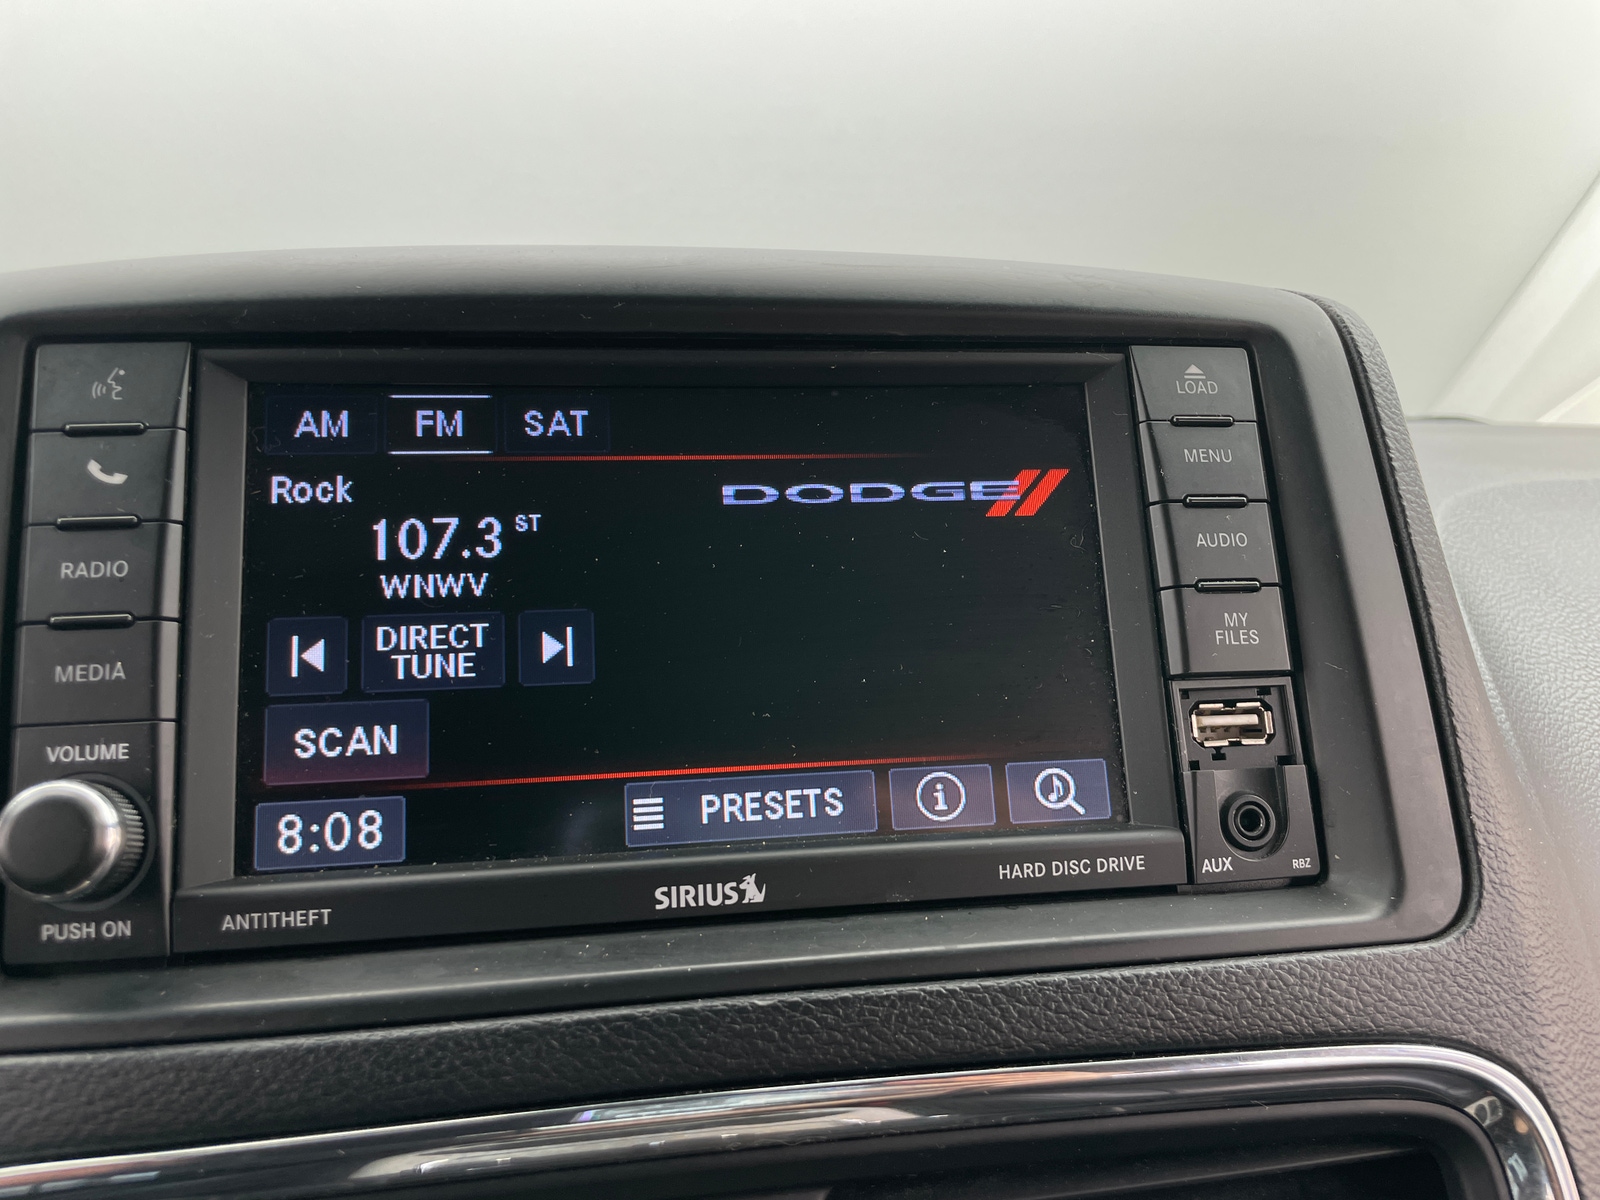 AM FM SAT
Rock
DODGE
107.3 ST
WNWV
DIRECT
TUNE
SCAN
8:08
PRESETS
i
RADIO
MEDIA
VOLUME
PUSH ON
ANTITHEFT
SIRIUS
HARD DISC DRIVE
LOAD
MENU
AUDIO
MY
FILES
AUX
RBZ